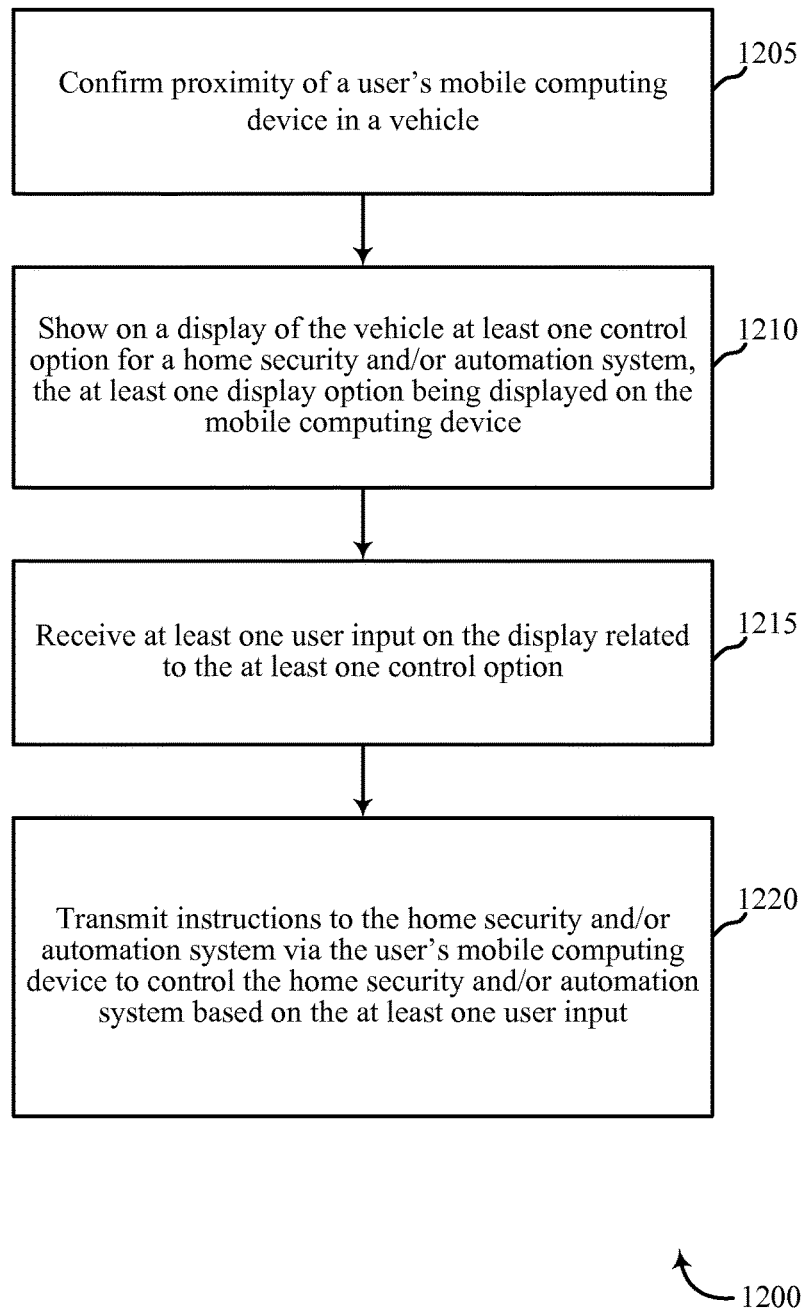 1205
Confirm proximity of a user's mobile computing
device in a vehicle
1210
Show on a display of the vehicle at least one control
option for a home security and/or automation system,
the at least one display option being displayed on the
mobile computing device
1215
Receive at least one user input on the display related
to the at least one control option
1220
Transmit instructions to the home security and/or
automation system via the user's mobile computing
device to control the home security and/or automation
system based on the at least one user input
1200